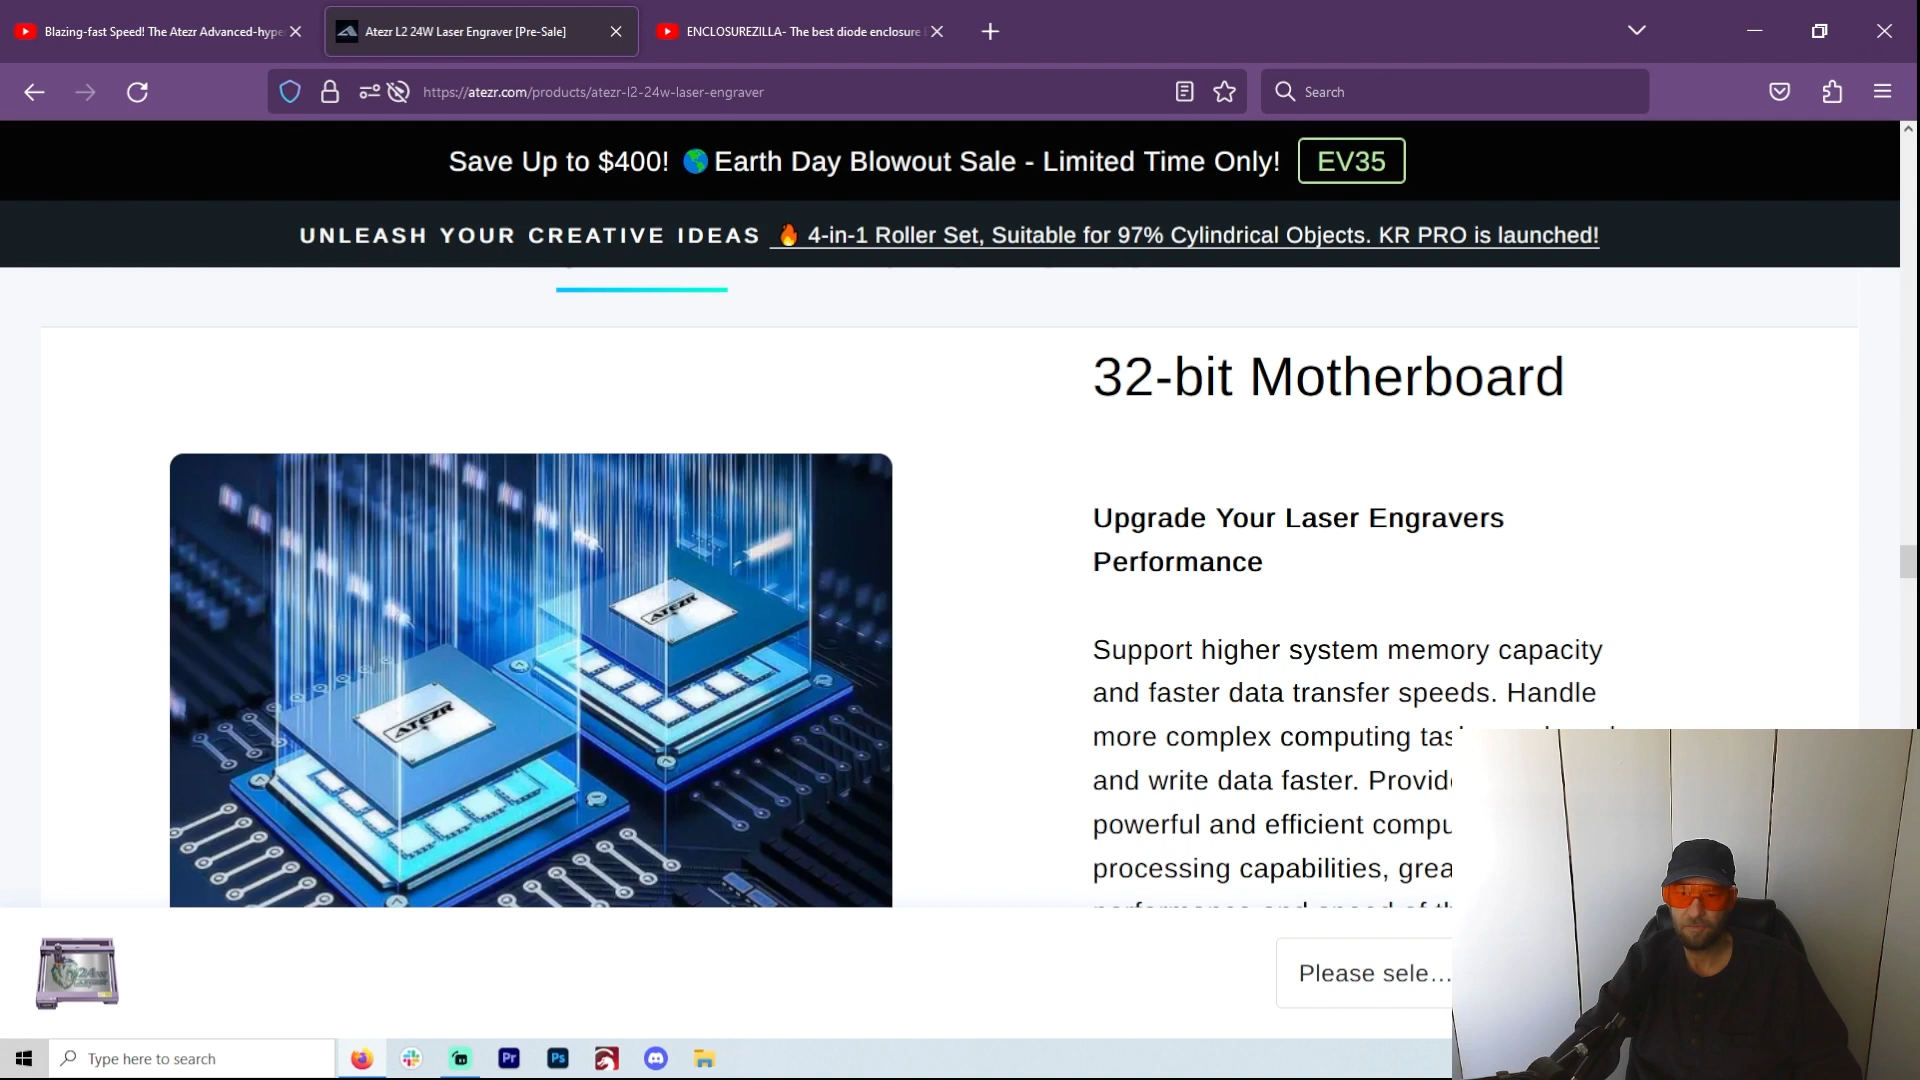 Blazing-fast Speed! The Atezr Advanced-hype
Atezr L2 24W Laser Engraver [Pre-Sale]
ENCLOSUREZILLA- The best diode enclosure
https://atezr.com/products/atezr-l2-24w-laser-engraver
Search
Save Up to $400! 🌎Earth Day Blowout Sale - Limited Time Only!
EV35
UNLEASH YOUR CREATIVE IDEAS 🔥 4-in-1 Roller Set, Suitable for 97% Cylindrical Objects. KR PRO is launched!
32-bit Motherboard
Upgrade Your Laser Engravers
Performance
Support higher system memory capacity
and faster data transfer speeds. Handle
more complex computing
and write data faster.
powerful and efficient
processing capabilities,
ATEZR
ATEZR
24w
Please sele...
Type here to search
Pr
Ps